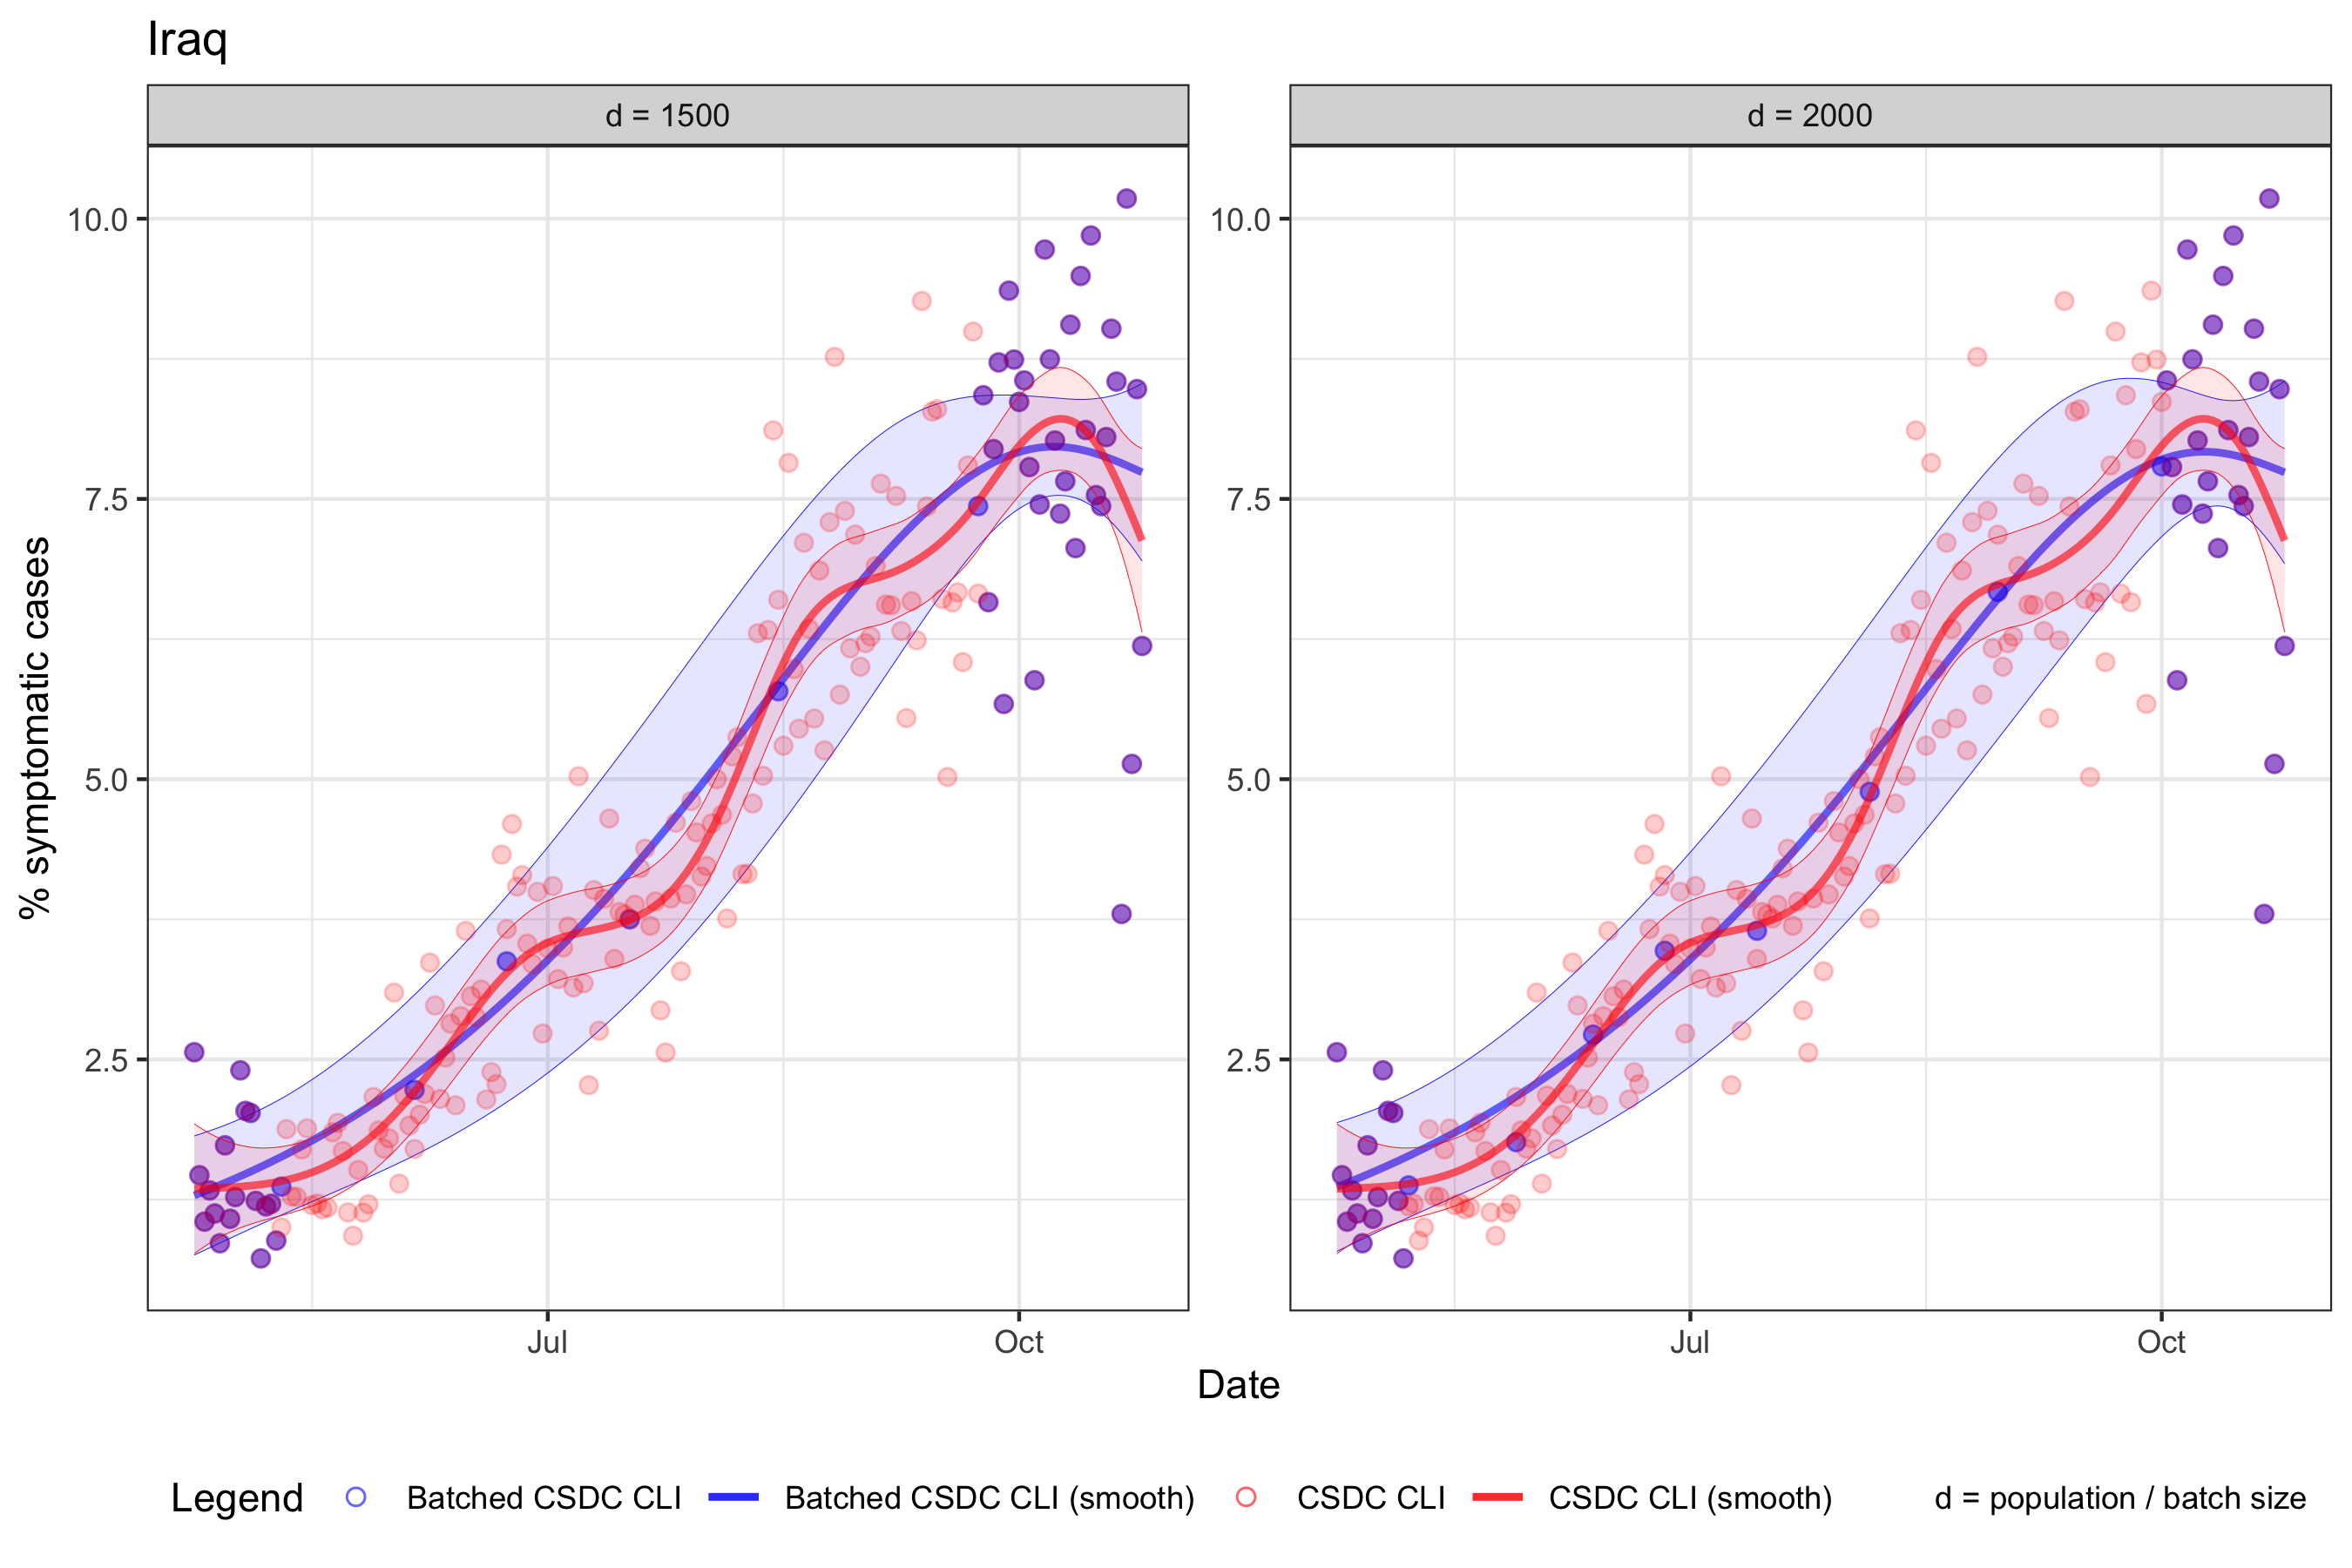 Iraq
d = 1500
d = 2000
% symptomatic cases
10.0
7.5
5.0
2.5
10.0
7.5
5.0
2.5
Jul
Oct
Jul
Oct
Date
Legend
Batched CSDC CLI
Batched CSDC CLI (smooth)
CSDC CLI
CSDC CLI (smooth)
d = population / batch size